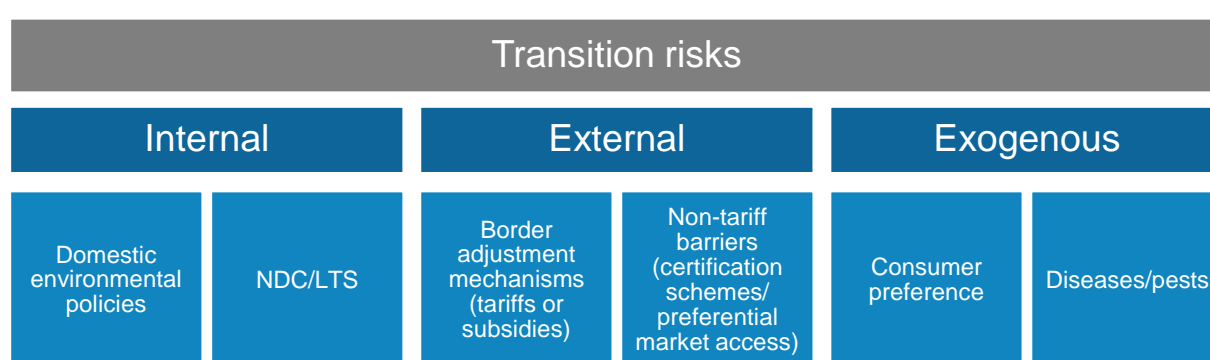 Transition risks
Internal
External
Exogenous
Domestic
environmental
policies
NDC/LTS
Border
adjustment
mechanisms
(tariffs or
subsidies)
Non-tariff
barriers
(certification
schemes/
preferential
market access)
Consumer
preference
Diseases/pests